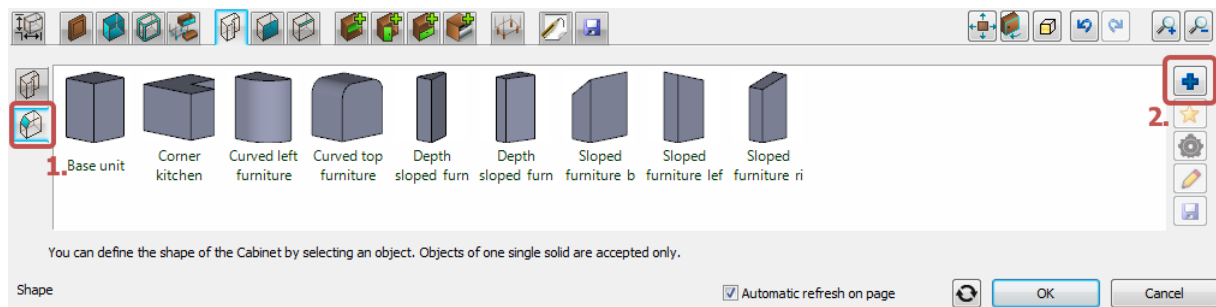 1.
2.
Base unit
Corner
kitchen
Curved left
furniture
Curved top
furniture
Depth
sloped furn
Depth
sloped furn
Sloped
furniture b
Sloped
furniture lef
Sloped
furniture ri
You can define the shape of the Cabinet by selecting an object. Objects of one single solid are accepted only.
Shape
Automatic refresh on page
OK
Cancel